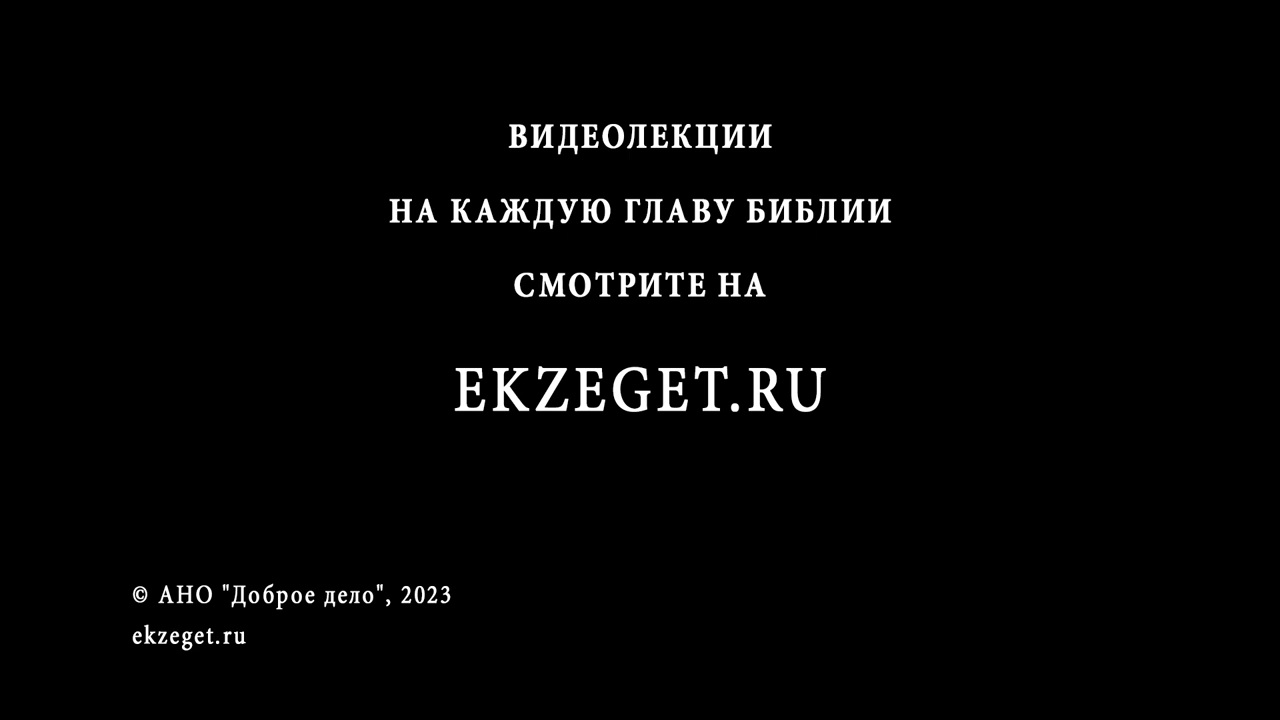 ВИДЕОЛЕКЦИИ
НА КАЖДУЮ ГЛАВУ БИБЛИИ
СМОТРИТЕ НА
EKZEGET.RU
© АНО "Доброе дело", 2023
ekzeget.ru